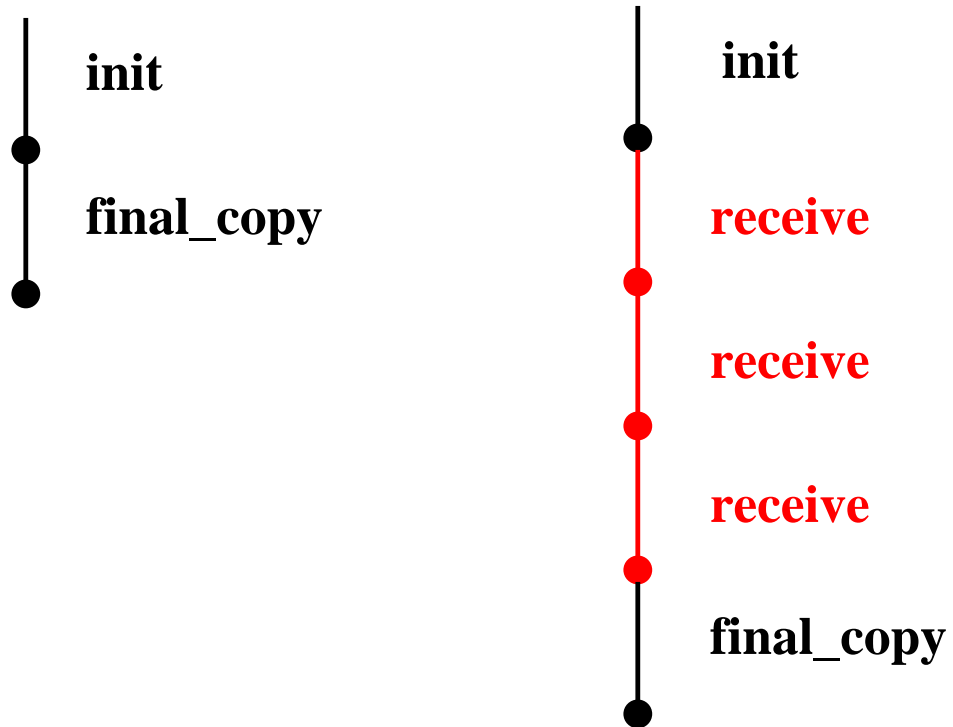 init
final_copy
init
receive
receive
receive
final_copy